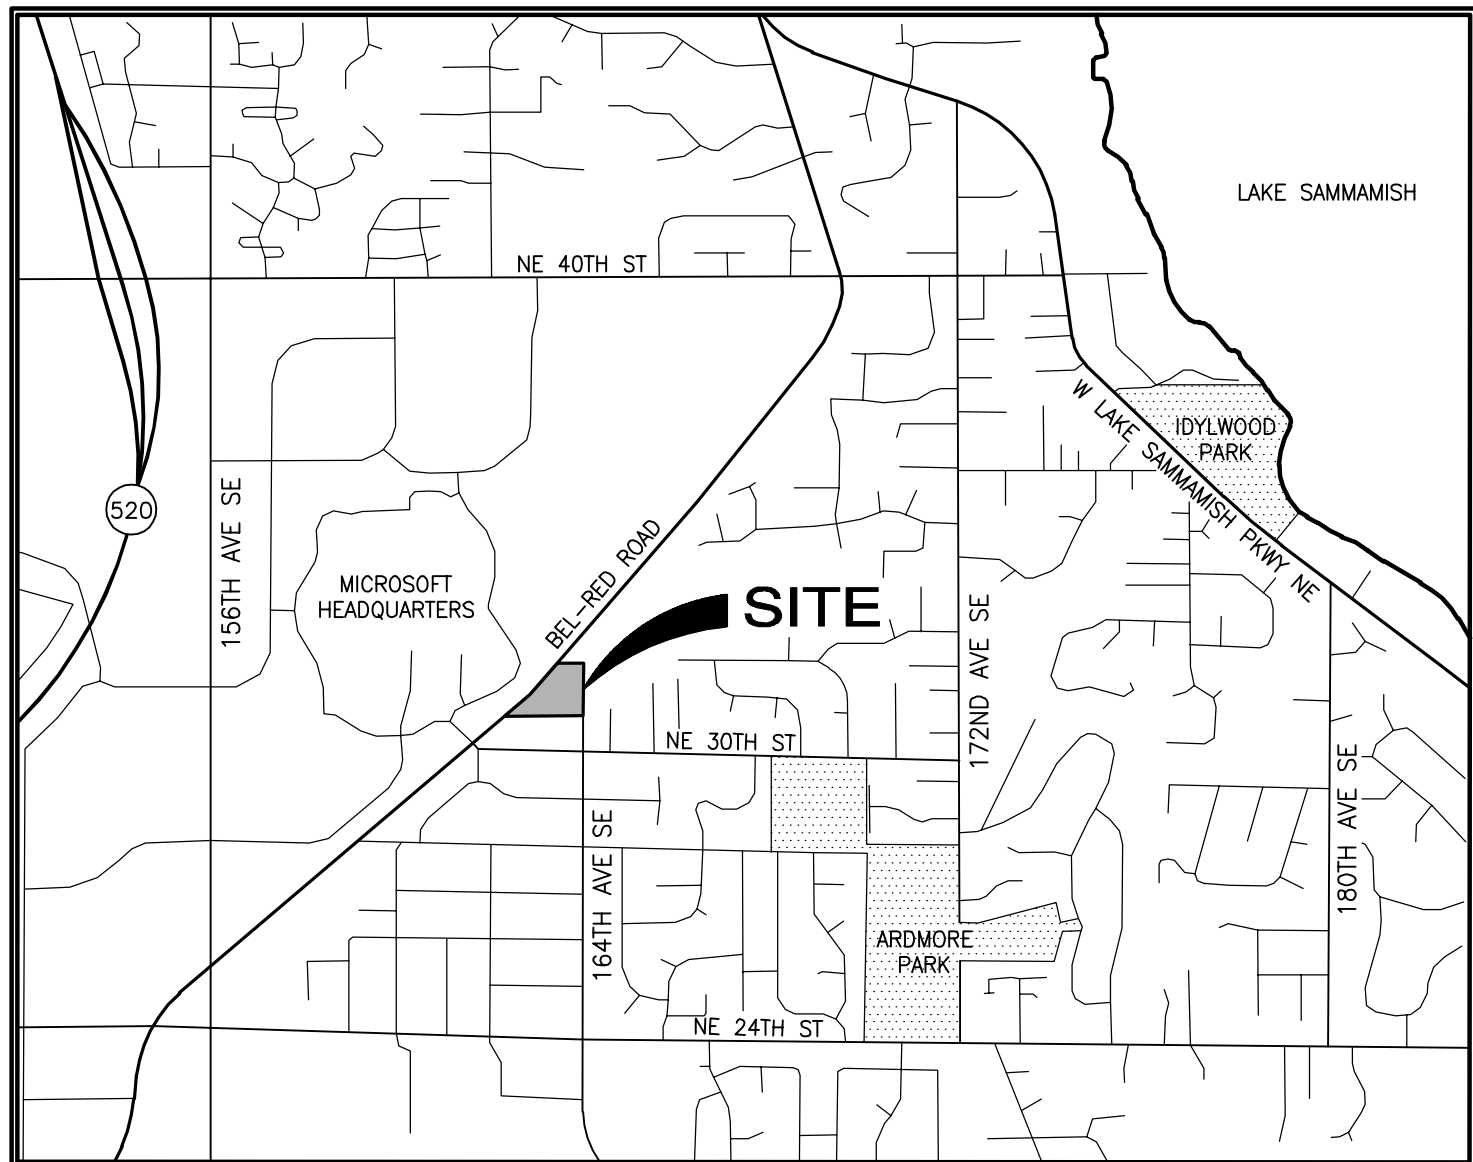 LAKE SAMMAMISH
NE 40TH ST
W LAKE SAMMAMISH PKWY NE
IDYLWOOD
PARK
520
156TH AVE SE
BEL-RED ROAD
MICROSOFT
HEADQUARTERS
SITE
172ND AVE SE
NE 30TH ST
180TH AVE SE
164TH AVE SE
ARDMORE
PARK
NE 24TH ST